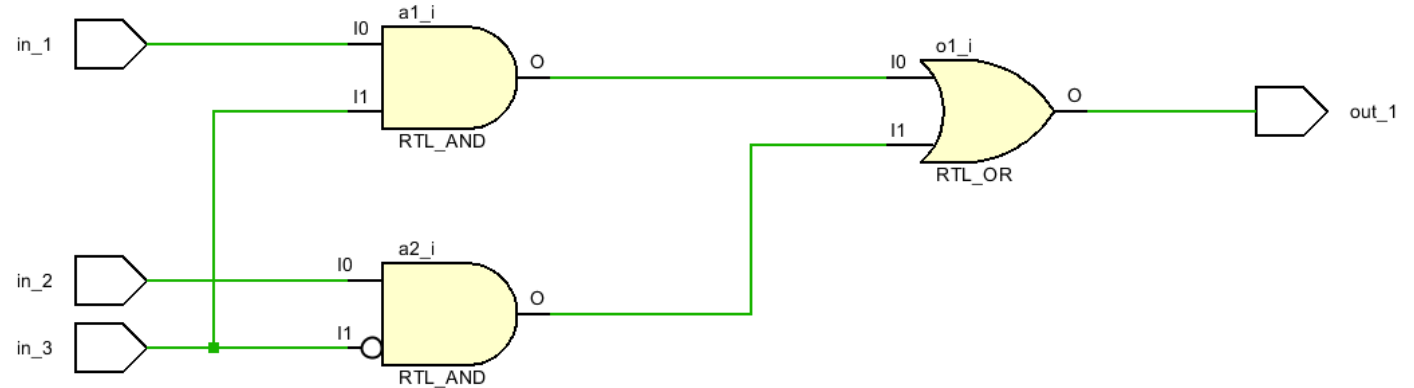 a1_i
in_1
I0
I1
O
RTL_AND
o1_i
I0
I1
O
RTL_OR
out_1
a2_i
in_2
I0
in_3
I1
O
RTL_AND